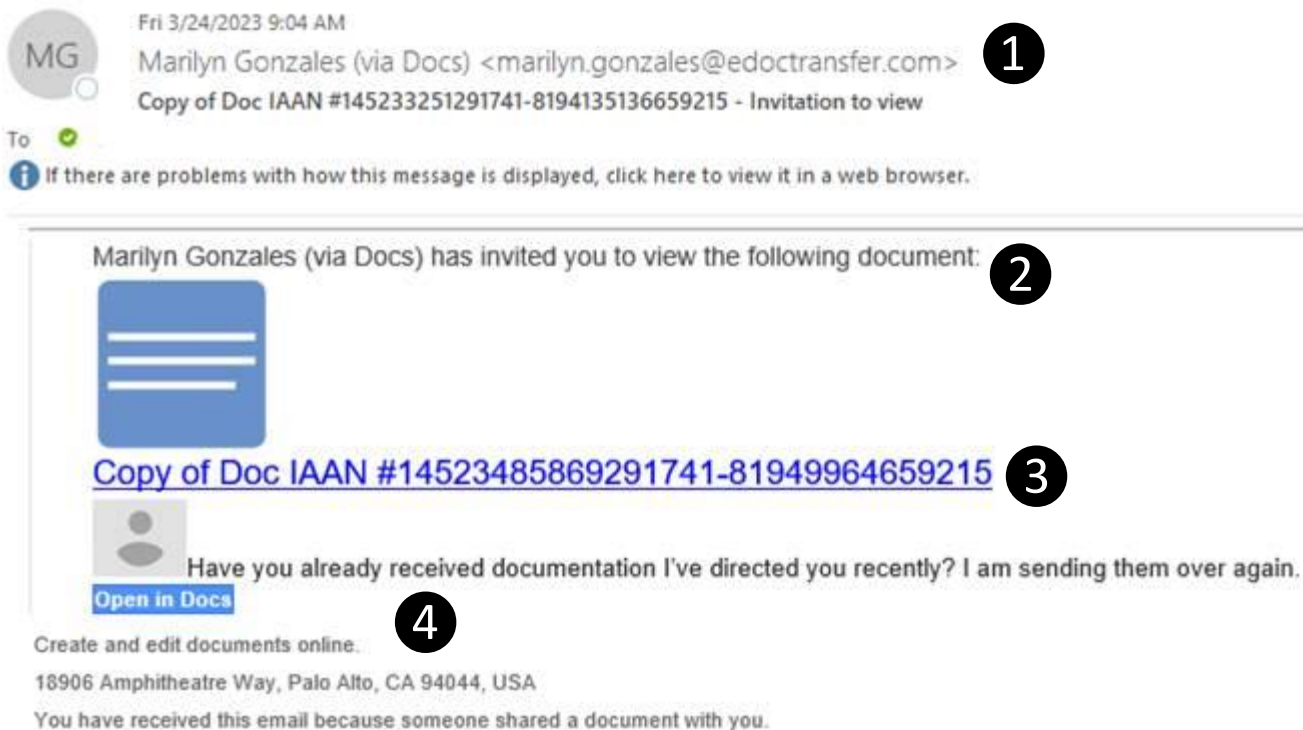 Fri 3/24/2023 9:04 AM
MG
Marilyn Gonzales (via Docs) <marilyn.gonzales@edoctransfer.com>
1
Copy of Doc IAAN #145233251291741-8194135136659215 - Invitation to view
To
If there are problems with how this message is displayed, click here to view it in a web browser.
Marilyn Gonzales (via Docs) has invited you to view the following document:
2
Copy of Doc IAAN #14523485869291741-81949964659215
3
Have you already received documentation I've directed you recently? I am sending them over again.
Open in Docs
4
Create and edit documents online.
18906 Amphitheatre Way, Palo Alto, CA 94044, USA
You have received this email because someone shared a document with you.